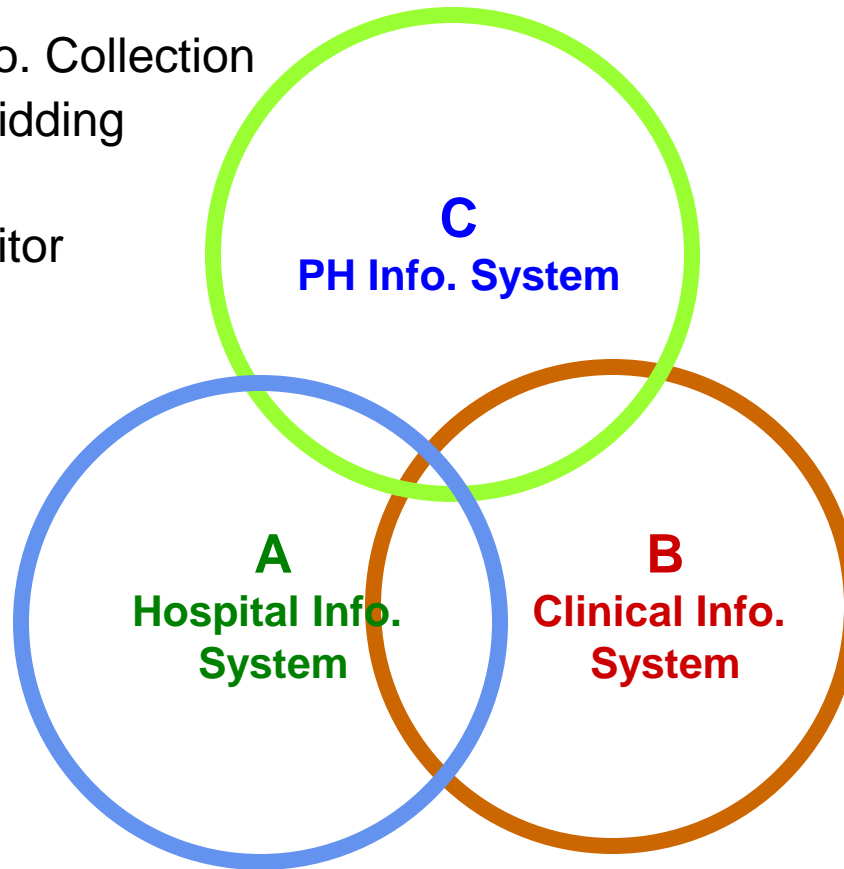 o. Collection
idding
itor
C
PH Info. System
A
Hospital Info.
System
B
Clinical Info.
System